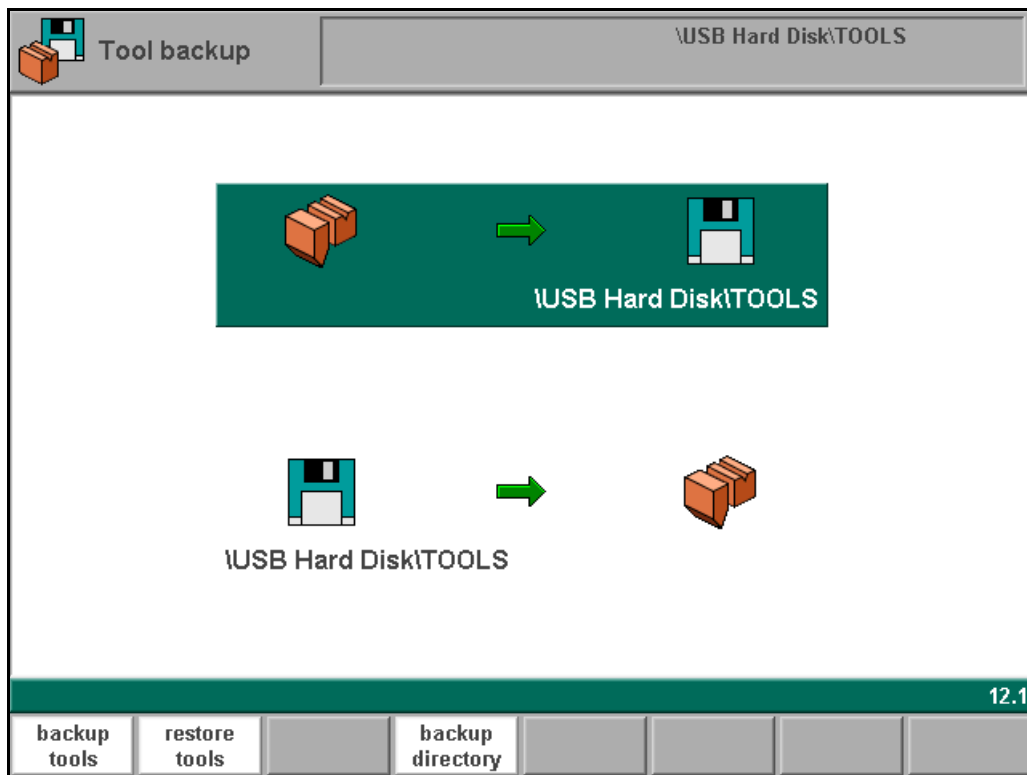 Tool backup
\USB Hard Disk\TOOLS
\USB Hard Disk\TOOLS
\USB Hard Disk\TOOLS
12.1
backup
tools
restore
tools
backup
directory